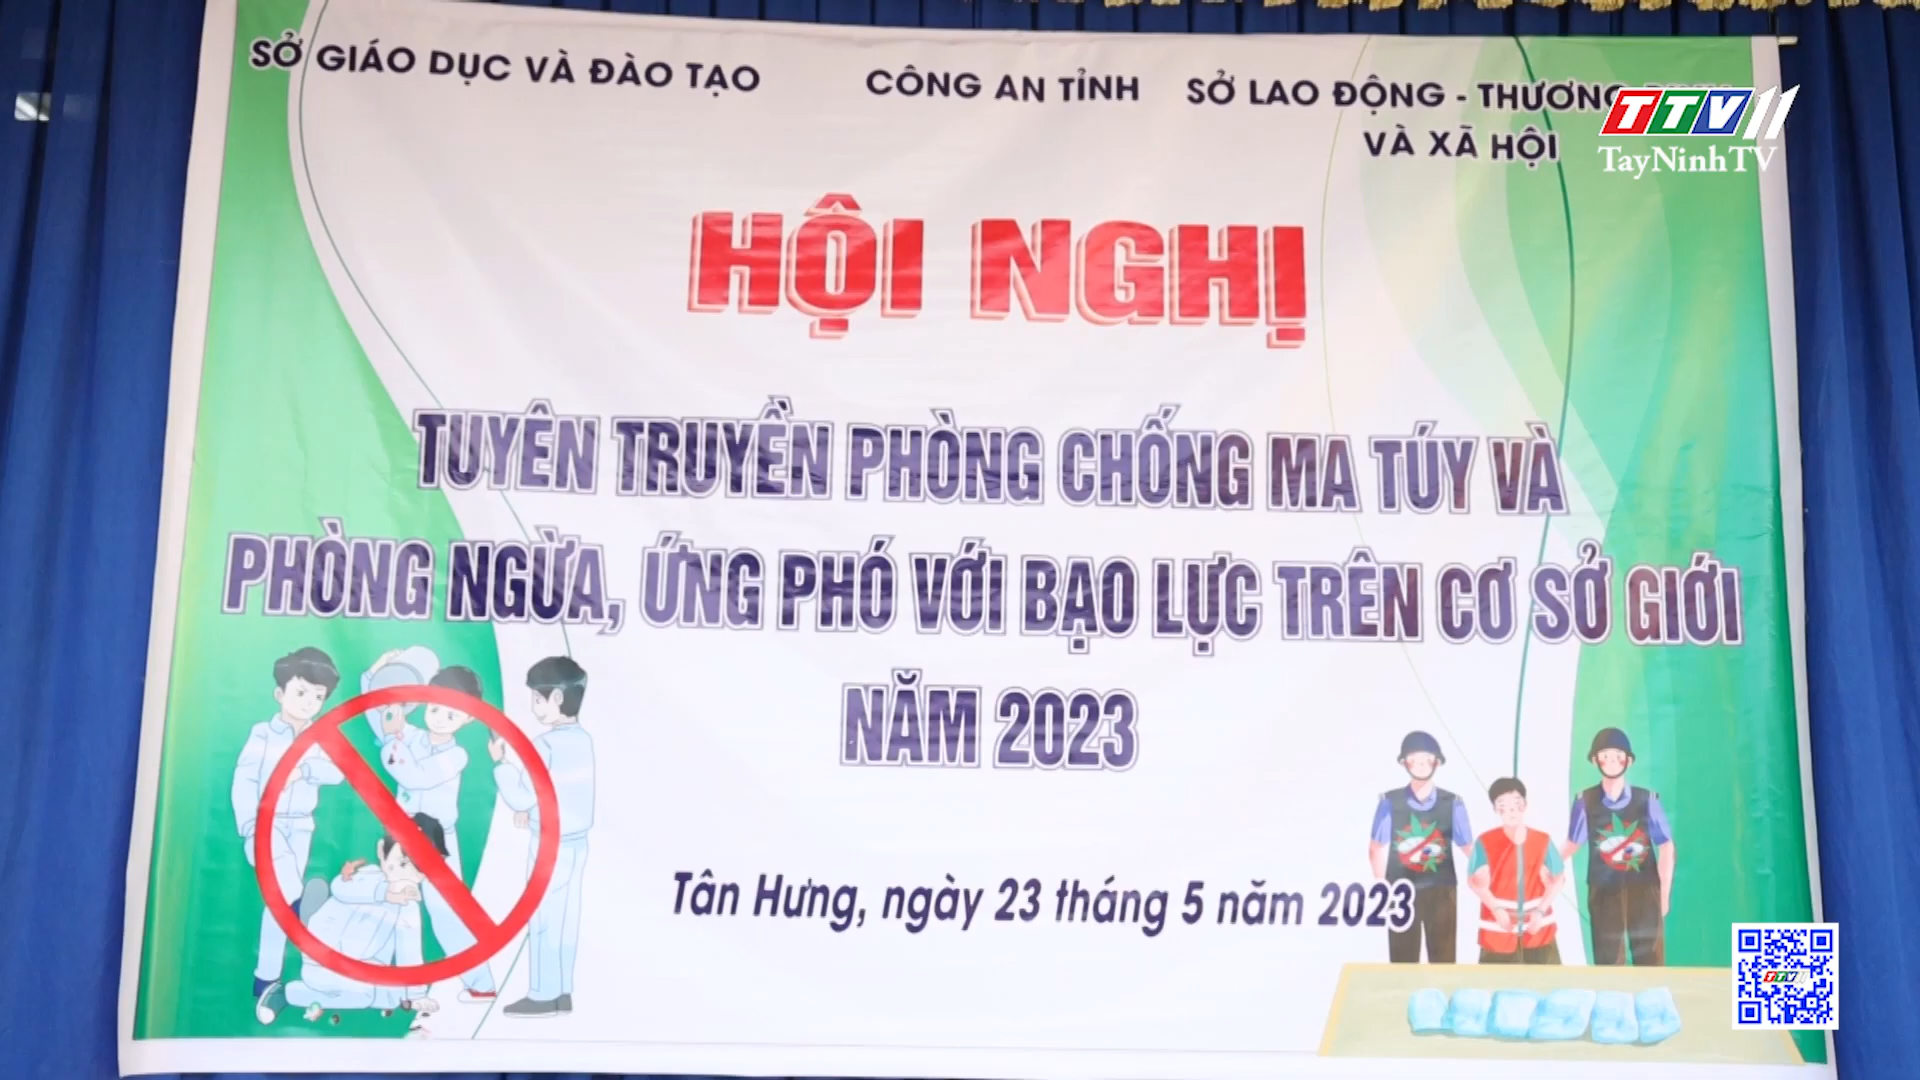 SỞ GIÁO DỤC VÀ ĐÀO TẠO
CÔNG AN TỈNH
SỞ LAO ĐỘNG - THƯƠNG
VÀ XÃ HỘI
TTV11
TayNinhTV
HỘI NGHỊ
TUYÊN TRUYỀN PHÒNG CHỐNG MA TÚY VÀ
PHÒNG NGỪA, ỨNG PHÓ VỚI BẠO LỰC TRÊN CƠ SỞ GIỚI
NĂM 2023
Tân Hưng, ngày 23 tháng 5 năm 2023
TTV11